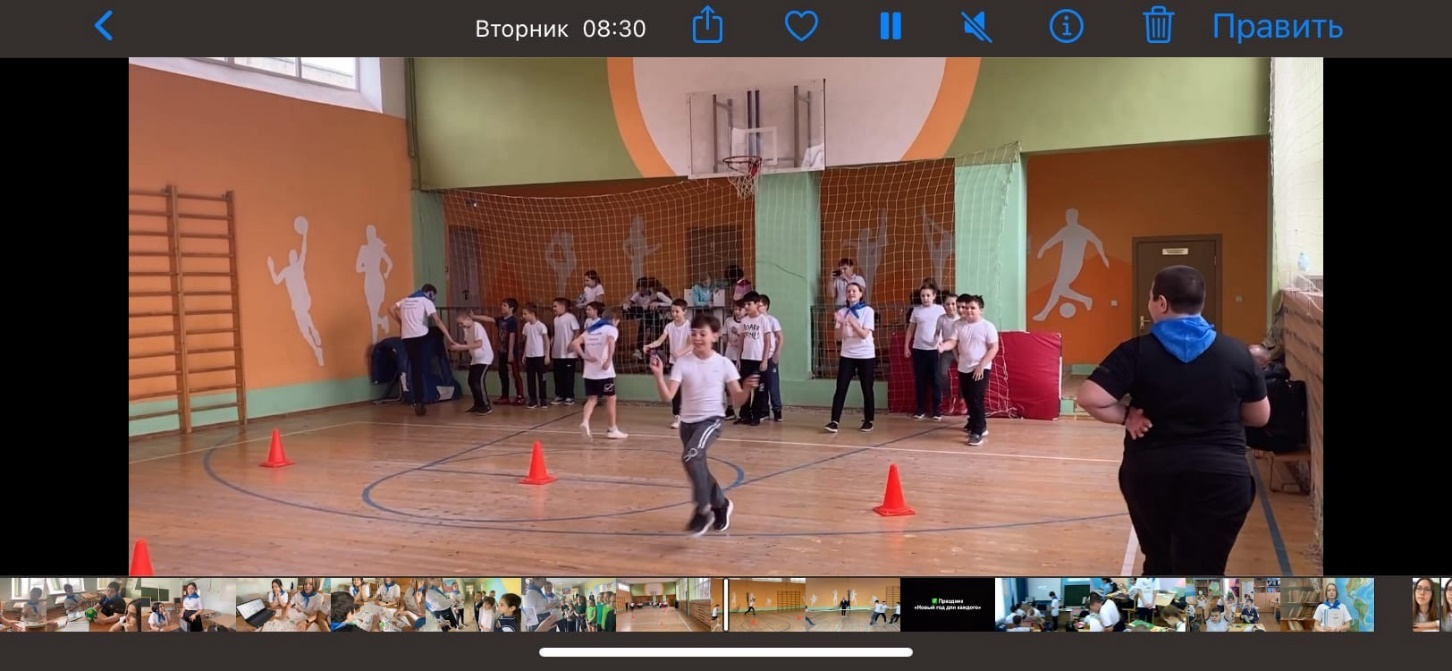 Вторник 08:30
Править
Праздник
«Новый год для каждого»